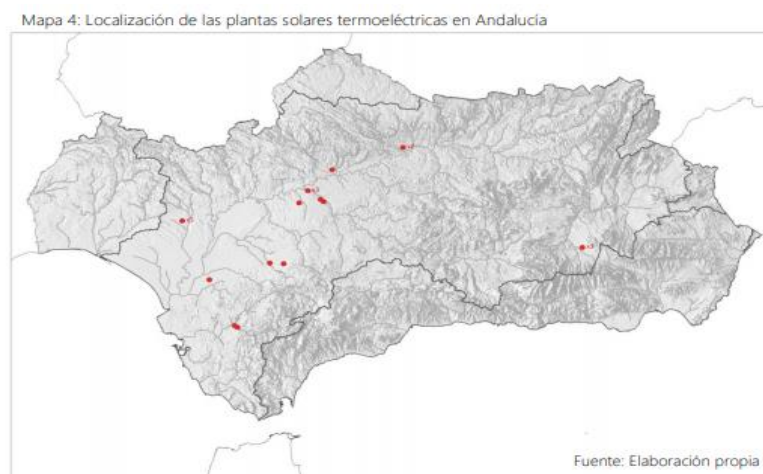 Mapa 4: Localización de las plantas solares termoeléctricas en Andalucía
Fuente: Elaboración propia